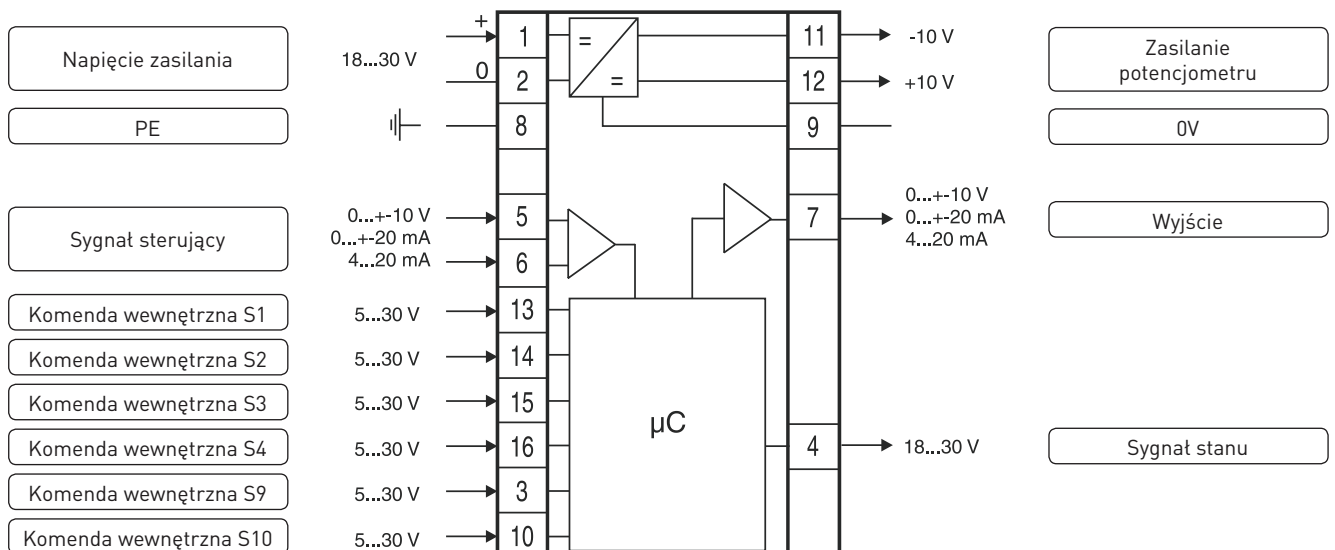 Napięcie zasilania
18...30 V
+
0
1
2
=
=
11
12
-10 V
+10 V
Zasilanie
potencjometru
PE
8
9
0V
Sygnał sterujący
0...+-10 V
0...+-20 mA
4...20 mA
5
6
7
0...+-10 V
0...+-20 mA
4...20 mA
Wyjście
Komenda wewnętrzna S1
5...30 V
13
Komenda wewnętrzna S2
5...30 V
14
Komenda wewnętrzna S3
5...30 V
15
µC
Komenda wewnętrzna S4
5...30 V
16
4
18...30 V
Sygnał stanu
Komenda wewnętrzna S9
5...30 V
3
Komenda wewnętrzna S10
5...30 V
10